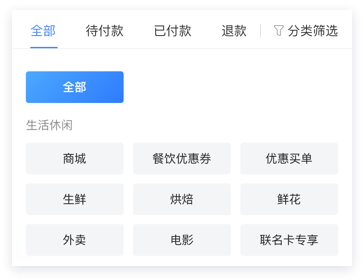 全部 待付款 已付款 退款 分类筛选
全部
生活休闲
商城 餐饮优惠券 优惠买单
生鲜 烘焙 鲜花
外卖 电影 联名卡专享